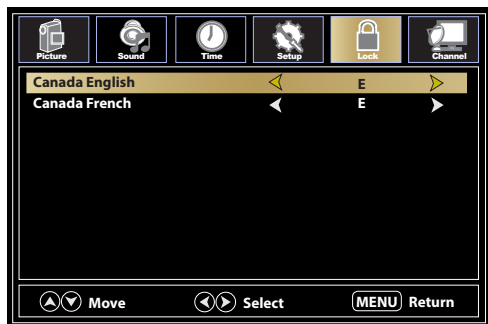 Picture Sound Time Setup Lock Channel
Canada English E
Canada French E
Move Select MENU Return